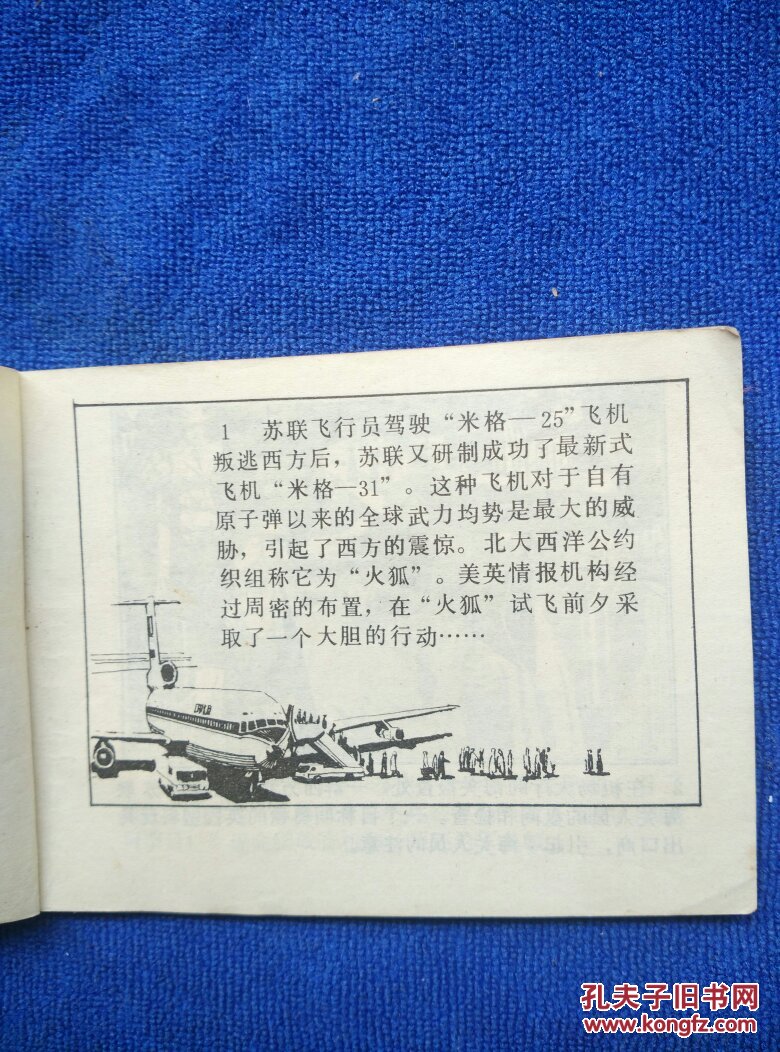 1　苏联飞行员驾驶“米格—25”飞机
叛逃西方后，苏联又研制成功了最新式
飞机“米格—31”。这种飞机对于自有
原子弹以来的全球武力均势是最大的威
胁，引起了西方的震惊。北大西洋公约
织组称它为“火狐”。美英情报机构经
过周密的布置，在“火狐”试飞前夕采
取了一个大胆的行动……
孔夫子旧书网
www.kongfz.com